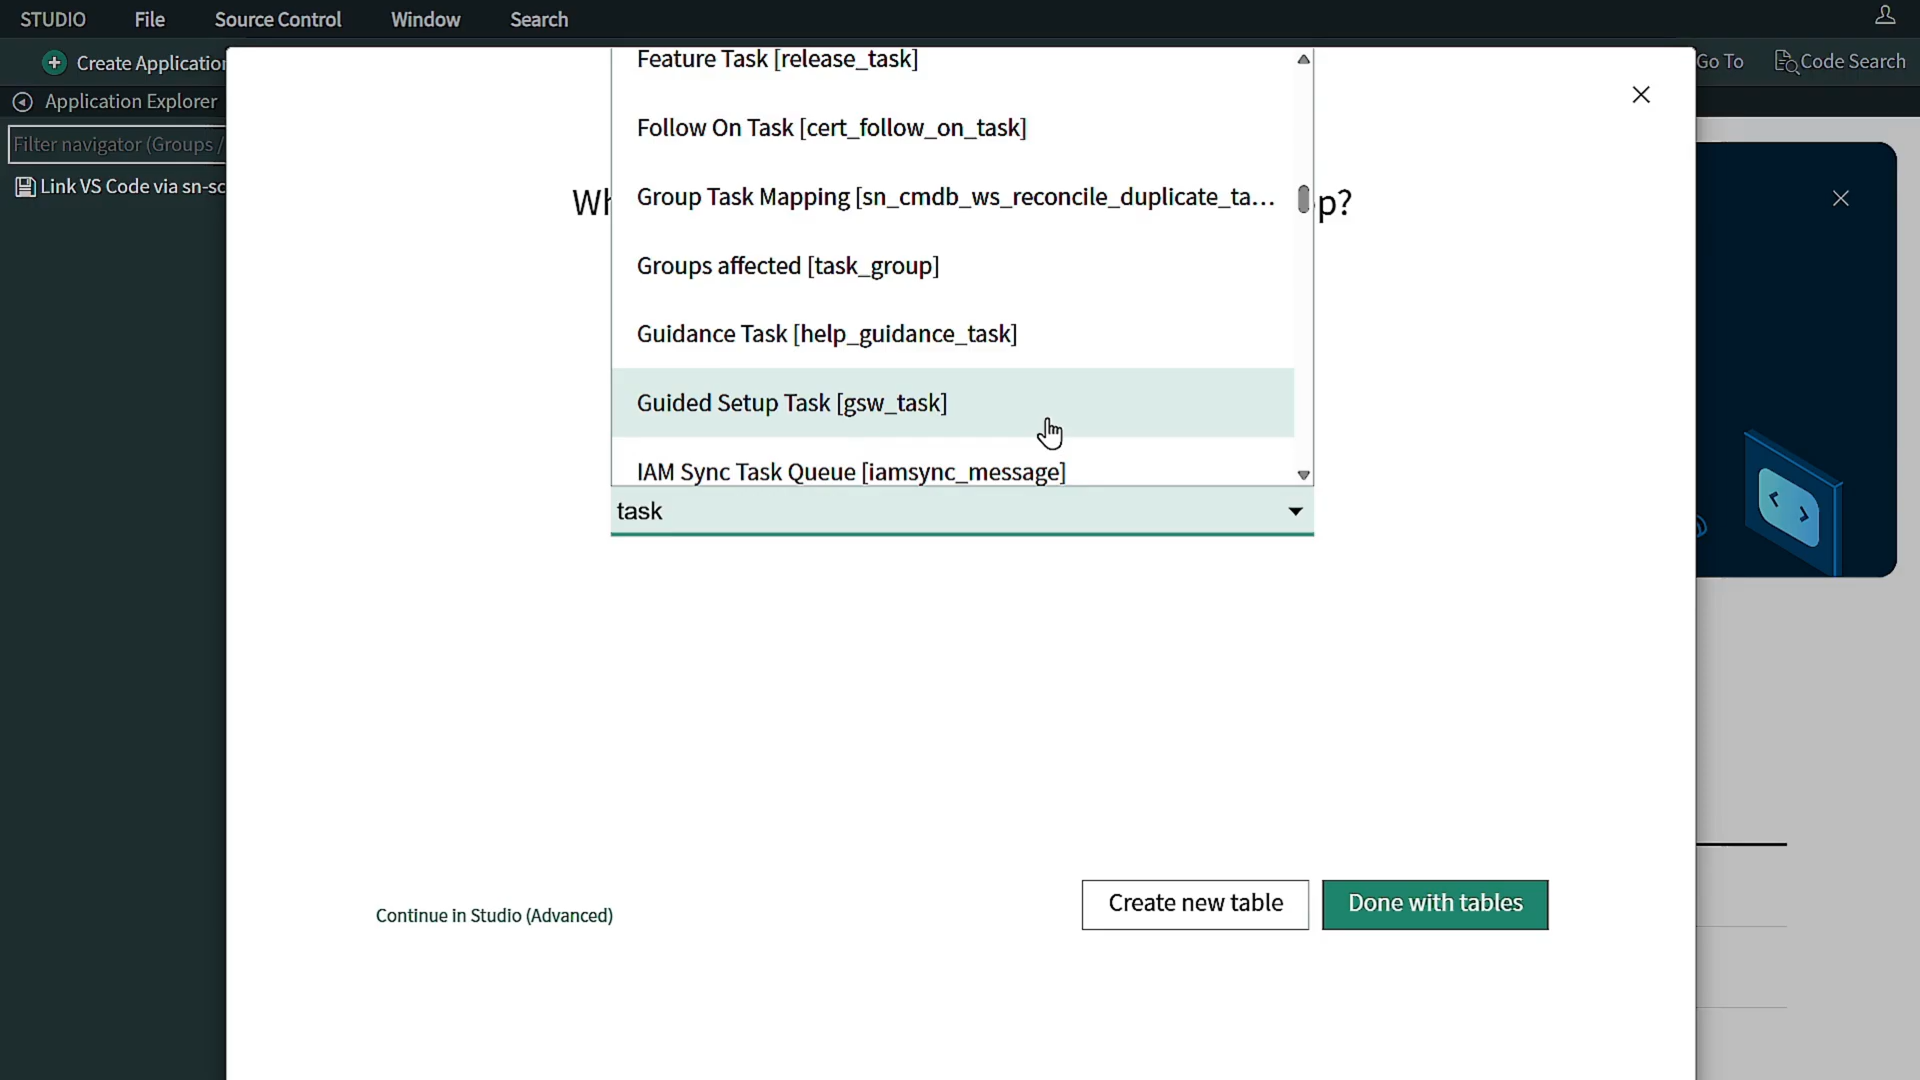 STUDIO File Source Control Window Search
Create Application
Go To Code Search
Application Explorer
Filter navigator (Groups /
Link VS Code via sn-sc
Wh
p?
Feature Task [release_task]
Follow On Task [cert_follow_on_task]
Group Task Mapping [sn_cmdb_ws_reconcile_duplicate_ta...
Groups affected [task_group]
Guidance Task [help_guidance_task]
Guided Setup Task [gsw_task]
IAM Sync Task Queue [iamsync_message]
task
Continue in Studio (Advanced)
Create new table
Done with tables